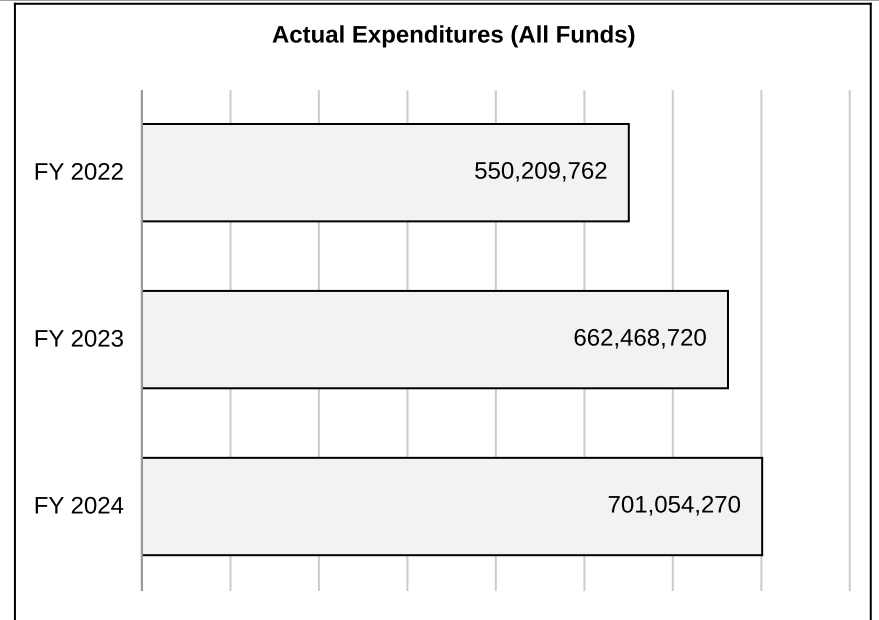 Actual Expenditures (All Funds)
FY 2022 550,209,762
FY 2023 662,468,720
FY 2024 701,054,270